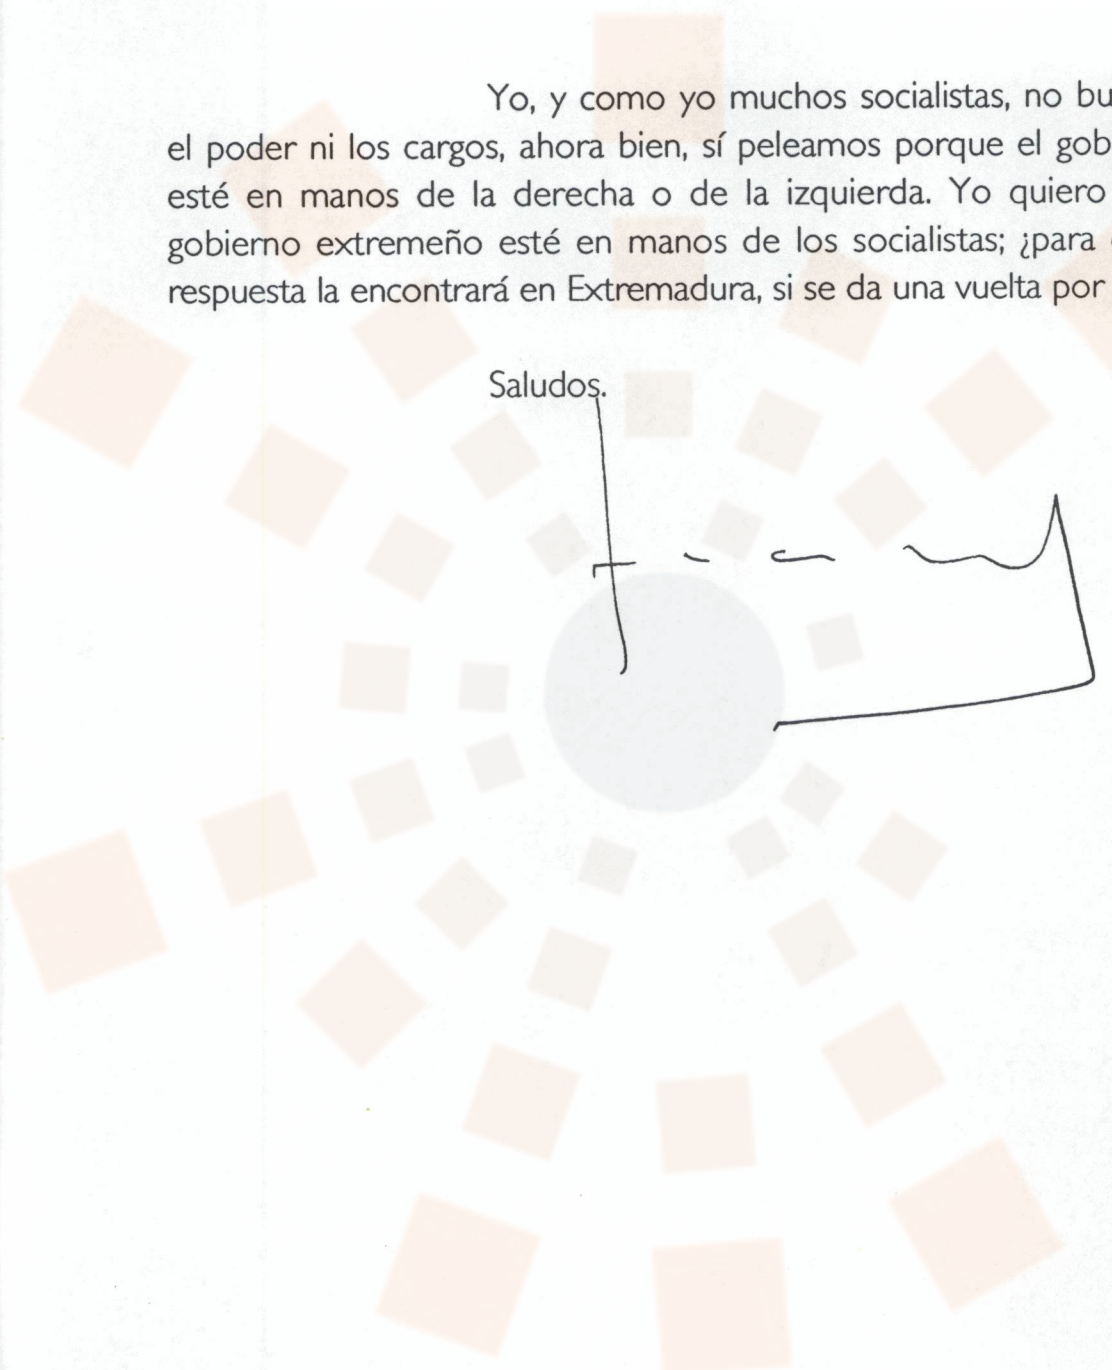 Yo, y como yo muchos socialistas, no bu
el poder ni los cargos, ahora bien, sí peleamos porque el gob
esté en manos de la derecha o de la izquierda. Yo quiero
gobierno extremeño esté en manos de los socialistas; ¿para
respuesta la encontrará en Extremadura, si se da una vuelta por
Saludos.